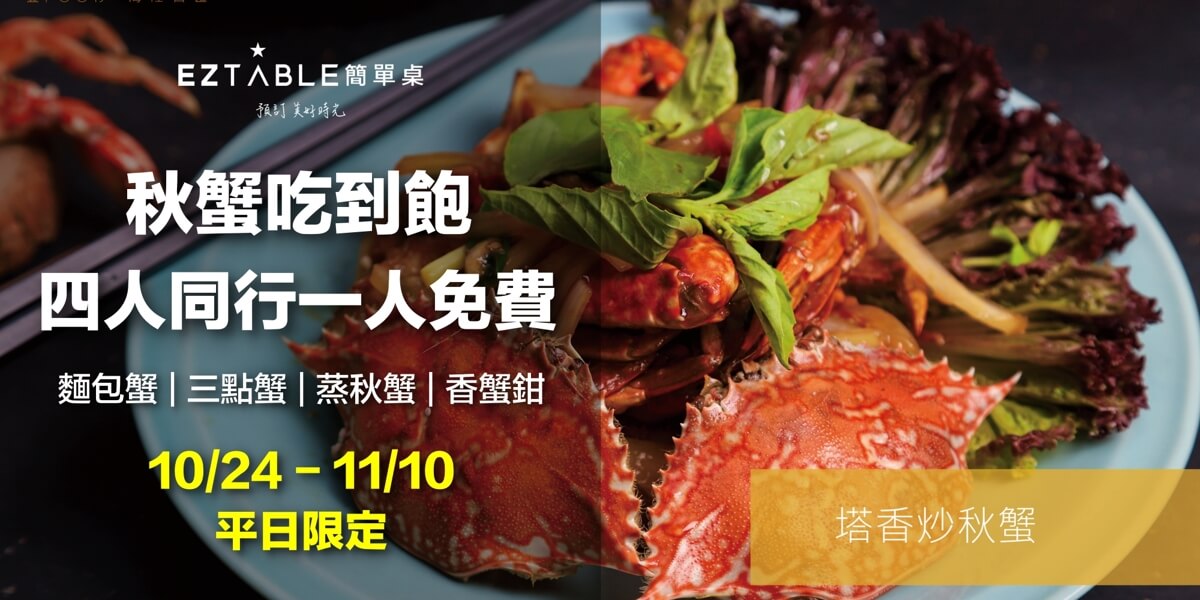 EZTABLE簡單桌
預訂 美好時光
秋蟹吃到飽
四人同行一人免費
麵包蟹 | 三點蟹 | 蒸秋蟹 | 香蟹鉗
10/24 – 11/10
平日限定
塔香炒秋蟹